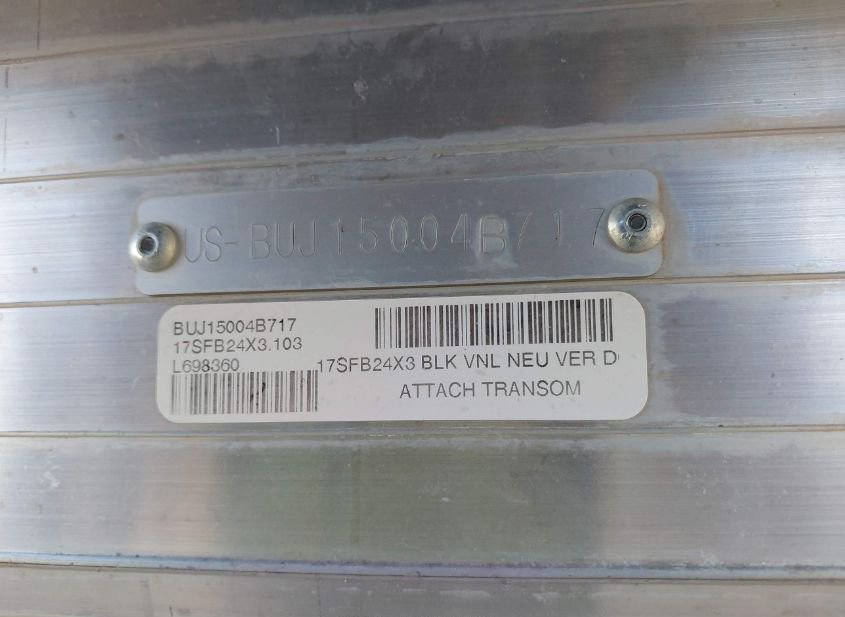 US-BUJ15004B717
BUJ15004B717
17SFB24X3.103
L698360
17SFB24X3 BLK VNL NEU VER D
ATTACH TRANSOM